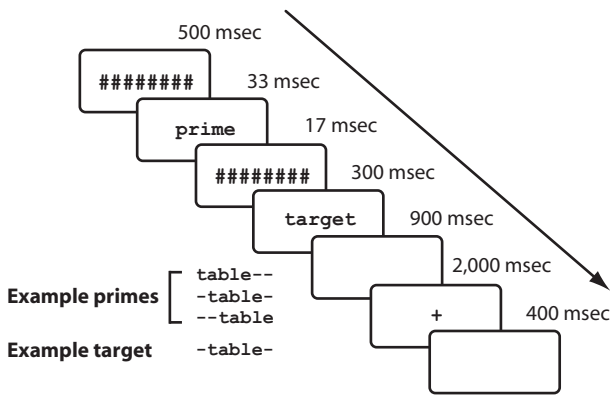 500 msec
########
33 msec
prime
17 msec
########
300 msec
target
900 msec
2,000 msec
+
400 msec
Example primes
table--
-table-
--table
Example target
-table-